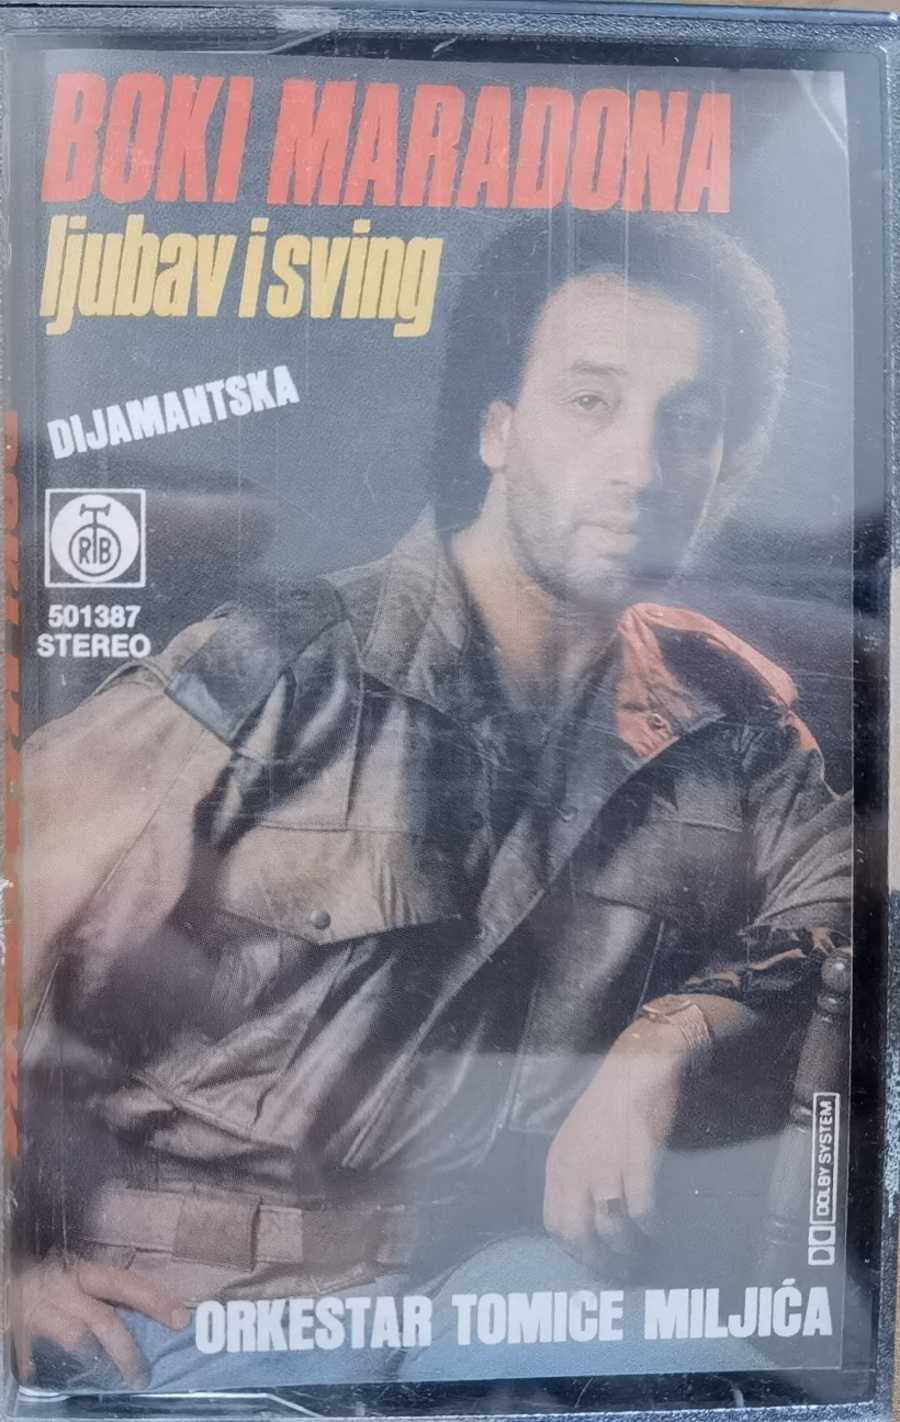 BOKI MARADONA
ljubav i sving
DIJAMANTSKA
RTB
501387
STEREO
DOLBY SYSTEM
ORKESTAR TOMICE MILJIĆA